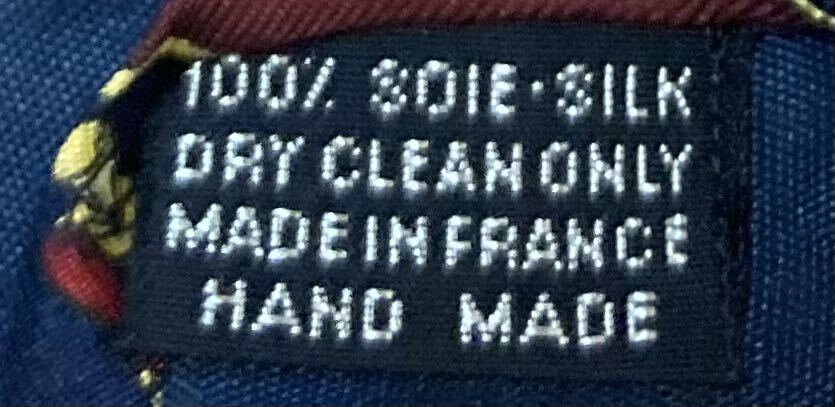 100% SOIE·SILK
DRY CLEAN ONLY
MADE IN FRANCE
HAND MADE